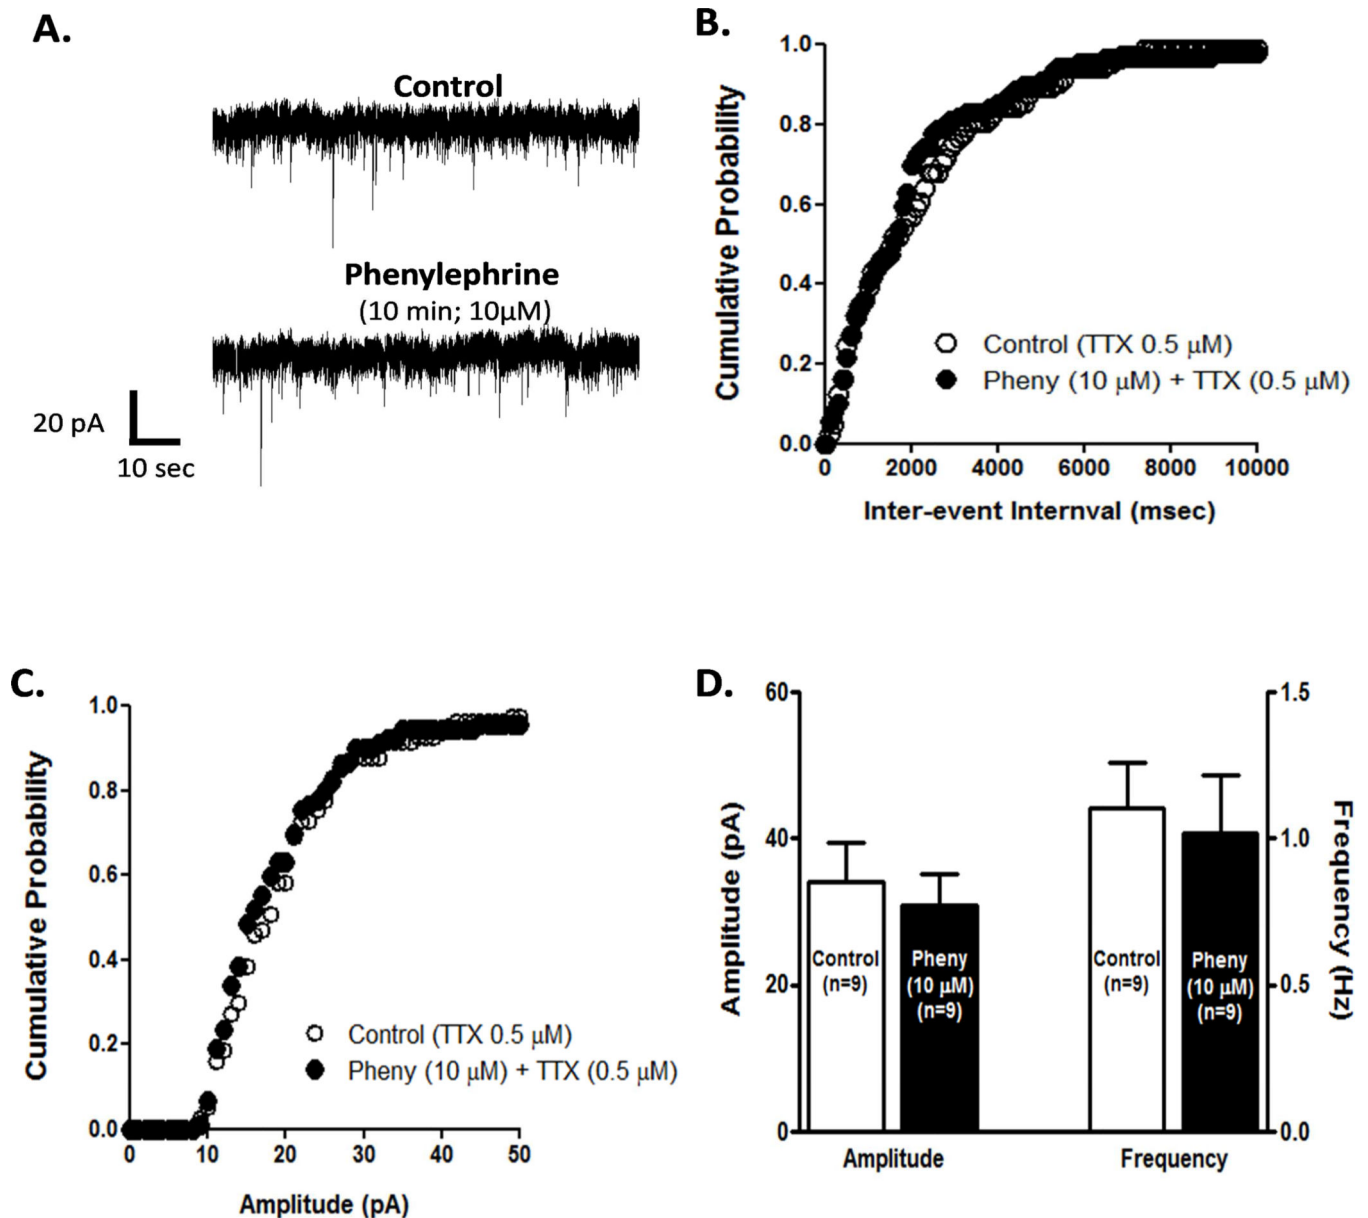 A.
Control
Phenylephrine
(10 min; 10μM)
20 pA
10 sec
B.
Cumulative Probability
1.0
0.8
0.6
0.4
0.2
0.0
Control (TTX 0.5 μM)
Pheny (10 μM) + TTX (0.5 μM)
0 2000 4000 6000 8000 10000
Inter-event Internval (msec)
C.
Cumulative Probability
1.0
0.8
0.6
0.4
0.2
0.0
Control (TTX 0.5 μM)
Pheny (10 μM) + TTX (0.5 μM)
0 10 20 30 40 50
Amplitude (pA)
D.
Amplitude (pA)
60
40
20
0
Control
(n=9)
Pheny
(10 μM)
(n=9)
Control
(n=9)
Pheny
(10 μM)
(n=9)
1.5
1.0
0.5
0.0
Frequency (Hz)
Amplitude Frequency